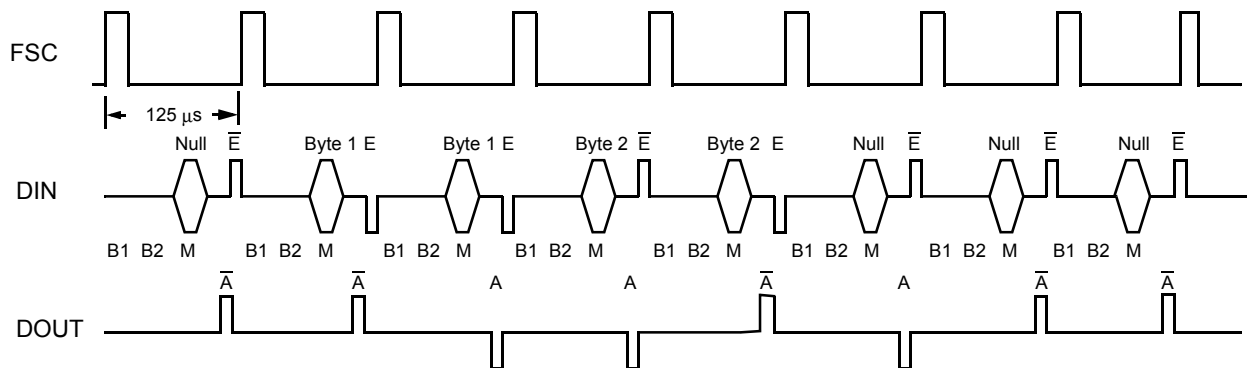 FSC
125 μs
Null E̅ Byte 1 E Byte 1 E Byte 2 E̅ Byte 2 E Null E̅ Null E̅ Null E̅
DIN
B1 B2 M B1 B2 M B1 B2 M B1 B2 M B1 B2 M B1 B2 M B1 B2 M B1 B2 M
A̅ A̅ A A A̅ A A̅ A̅
DOUT